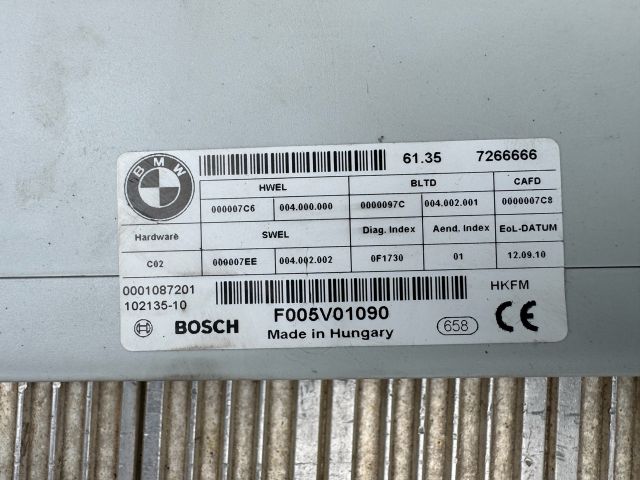 BMW
61.35 7266666
HWEL BLTD CAFD
000007C6 004.000.000 0000097C 004.002.001 0000007C8
Hardware SWEL Diag. Index Aend. Index EoL-DATUM
C02 000007EE 004.002.002 0F1730 01 12.09.10
0001087201 HKFM
102135-10
BOSCH F005V01090 658 CE
Made in Hungary